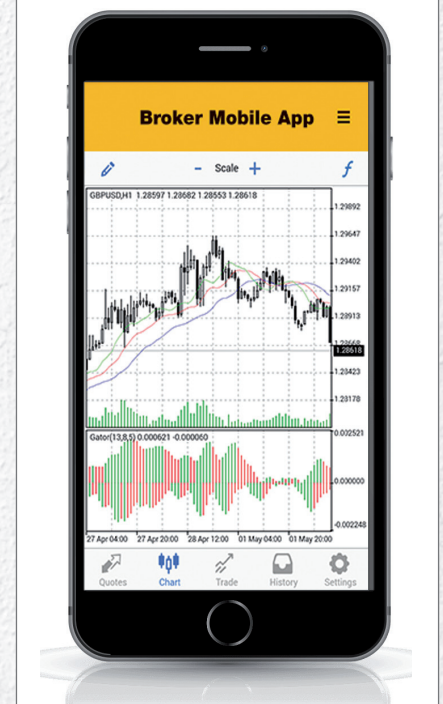 Broker Mobile App
- Scale +
f
GBPUSD,H1 1.28597 1.28682 1.28553 1.28618
1.29892
1.29647
1.29402
1.29157
1.28913
1.28668
1.28618
1.28423
1.28178
Gator(13,8,5) 0.000621 -0.000060
0.002521
0.000000
-0.002248
27 Apr 04:00 27 Apr 20:00 28 Apr 12:00 01 May 04:00 01 May 20:00
Quotes Chart Trade History Settings